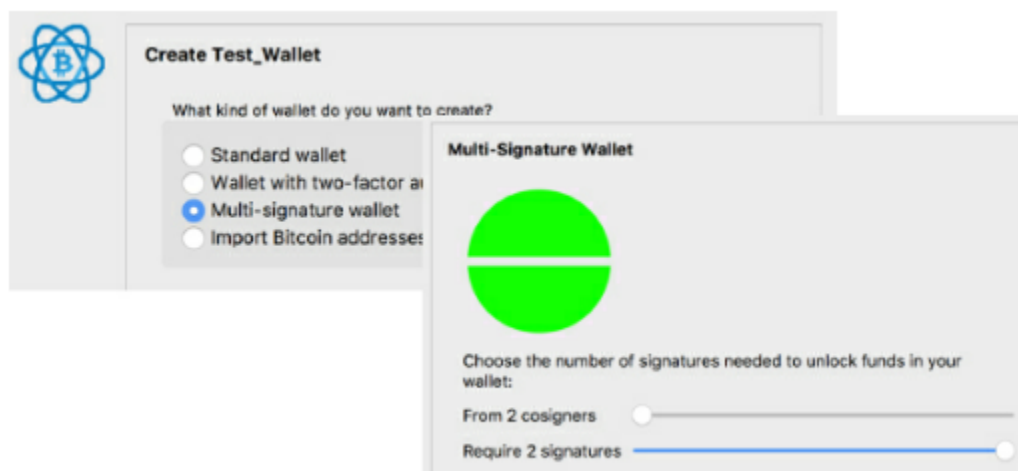 Create Test_Wallet
What kind of wallet do you want to create?
Standard wallet
Wallet with two-factor
Multi-signature wallet
Import Bitcoin addresses
Multi-Signature Wallet
Choose the number of signatures needed to unlock funds in your
wallet:
From 2 cosigners
Require 2 signatures